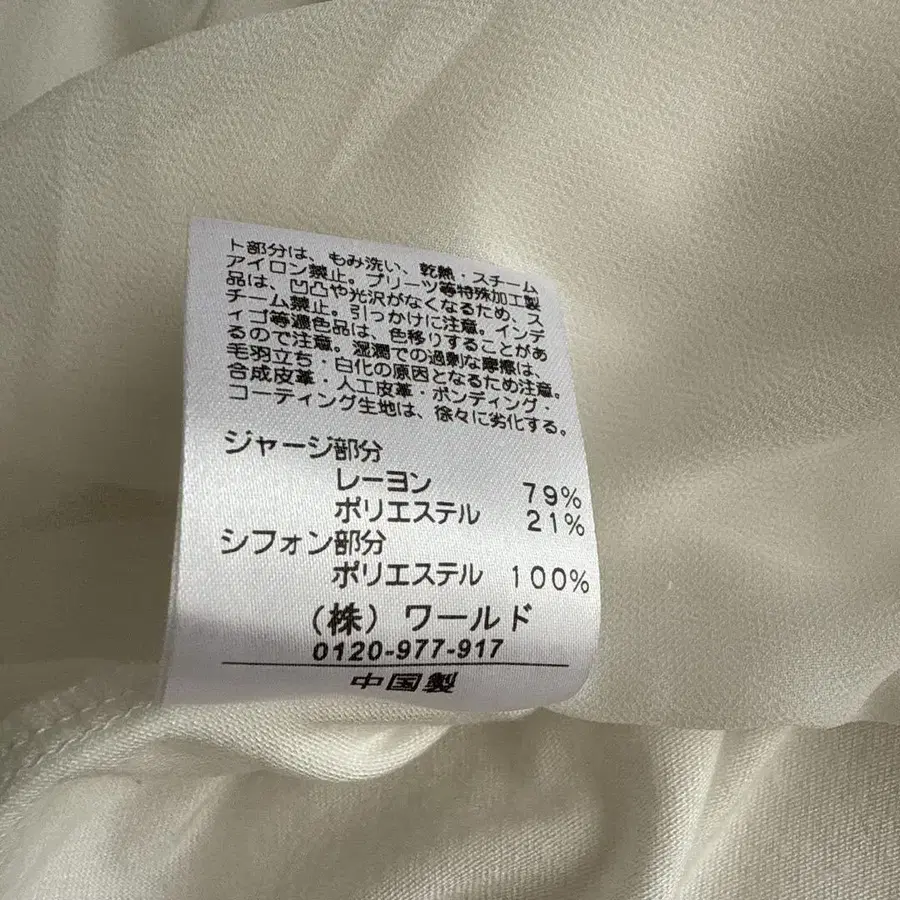 ト部分は、もみ洗い、乾熱・スチーム
アイロン禁止。プリーツ等特殊加工製
品は、凹凸や光沢がなくなるため、ス
チーム禁止。引っかけに注意。インデ
ィゴ等濃色品は、色移りすることがあ
るので注意。湿潤での過剰な摩擦は、
毛羽立ち・白化の原因となるため注意。
合成皮革・人工皮革・ボンディング・
コーティング生地は、徐々に劣化する。
ジャージ部分
レーヨン 79%
ポリエステル 21%
シフォン部分
ポリエステル 100%
（株）ワールド
0120-977-917
中国製